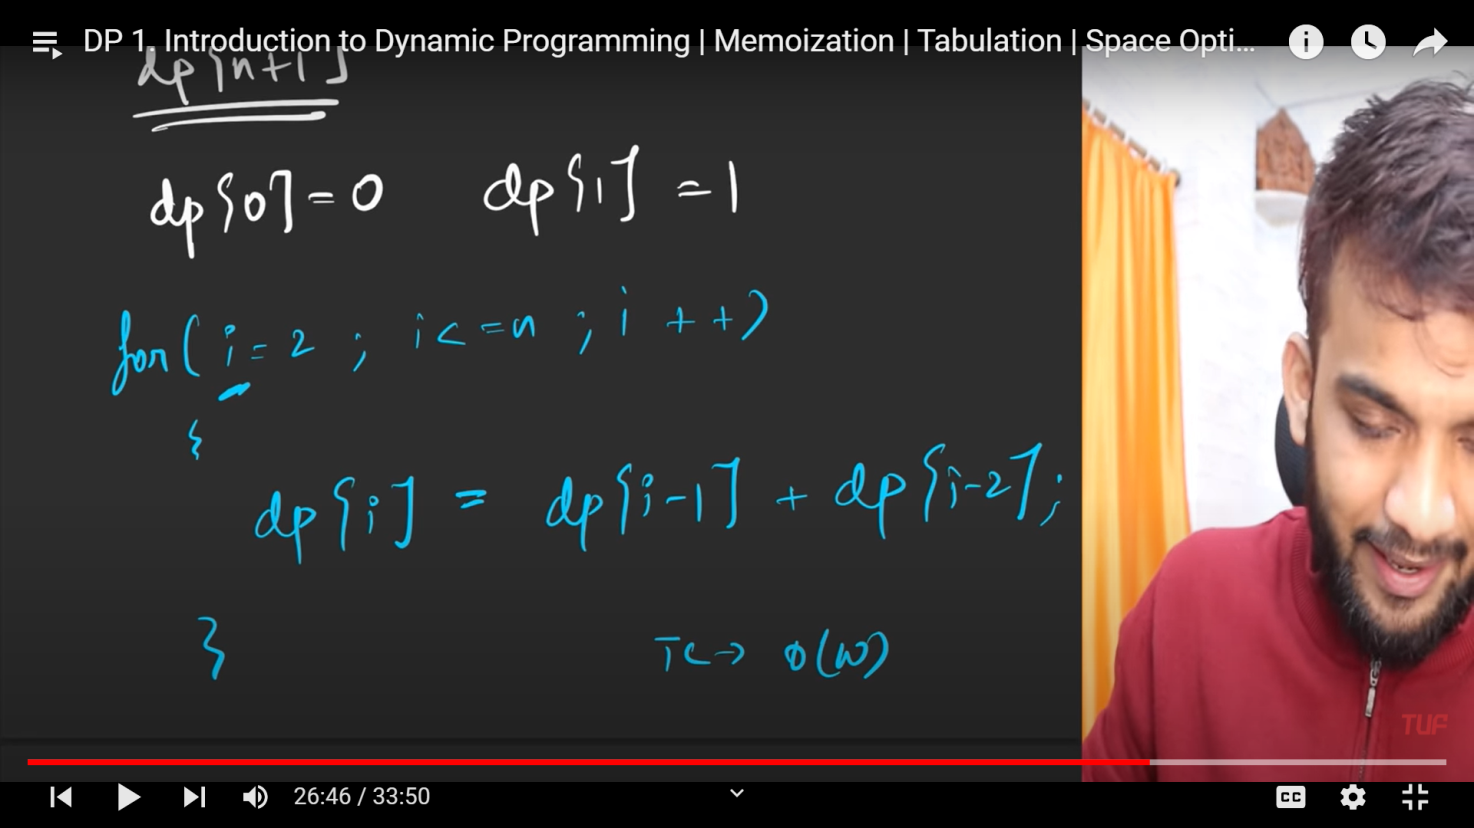 DP 1. Introduction to Dynamic Programming | Memoization | Tabulation | Space Opti...
dp[n+1]
dp[0] = 0 dp[1] = 1
for( i = 2 ; i <= n ; i ++)
{
dp[i] = dp[i-1] + dp[i-2];
}
TC → O(N)
TUF
26:46 / 33:50
CC